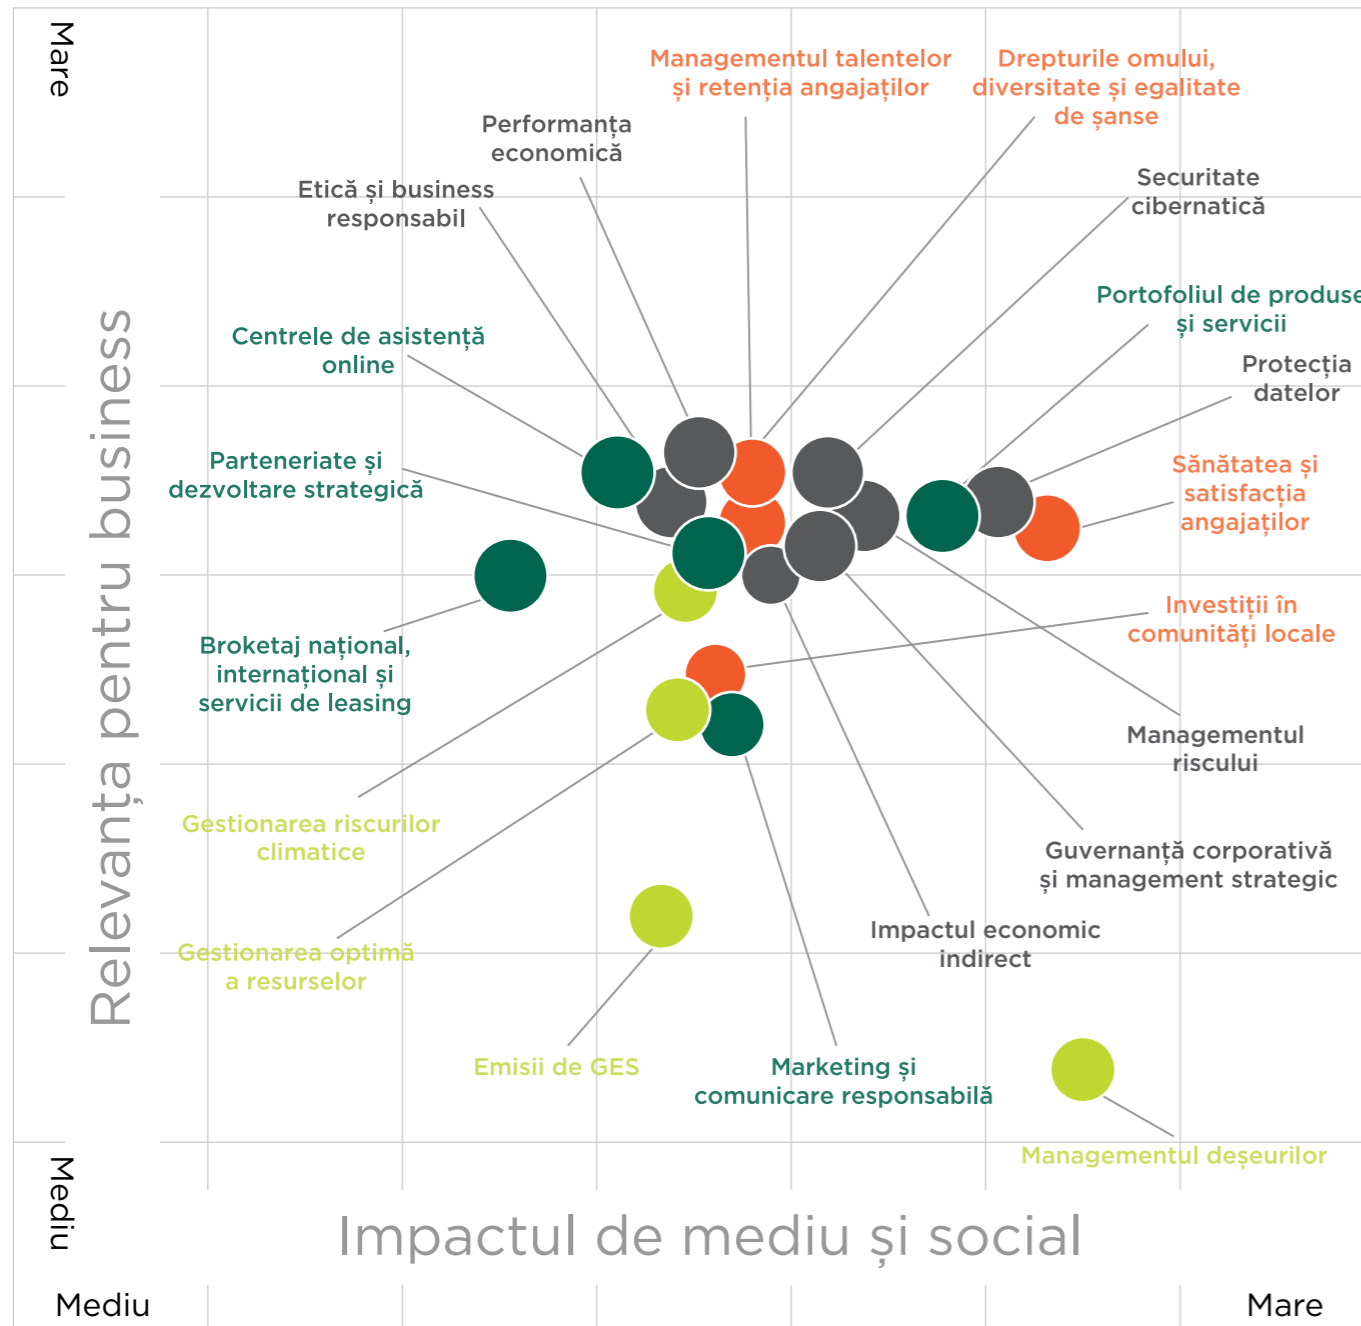 Mare
Managementul talentelor
și retenția angajaților
Drepturile omului,
diversitate și egalitate
de șanse
Performanța
economică
Etică și business
responsabil
Securitate
cibernatică
Portofoliul de produse
și servicii
Centrele de asistență
online
Protecția
datelor
Parteneriate și
dezvoltare strategică
Sănătatea și
satisfacția
angajaților
Relevanța pentru business
Investiții în
comunități locale
Broketaj național,
internațional și
servicii de leasing
Managementul
riscului
Gestionarea riscurilor
climatice
Guvernanță corporativă
și management strategic
Impactul economic
indirect
Gestionarea optimă
a resurselor
Emisii de GES
Marketing și
comunicare responsabilă
Managementul deșeurilor
Mediu
Impactul de mediu și social
Mediu
Mare